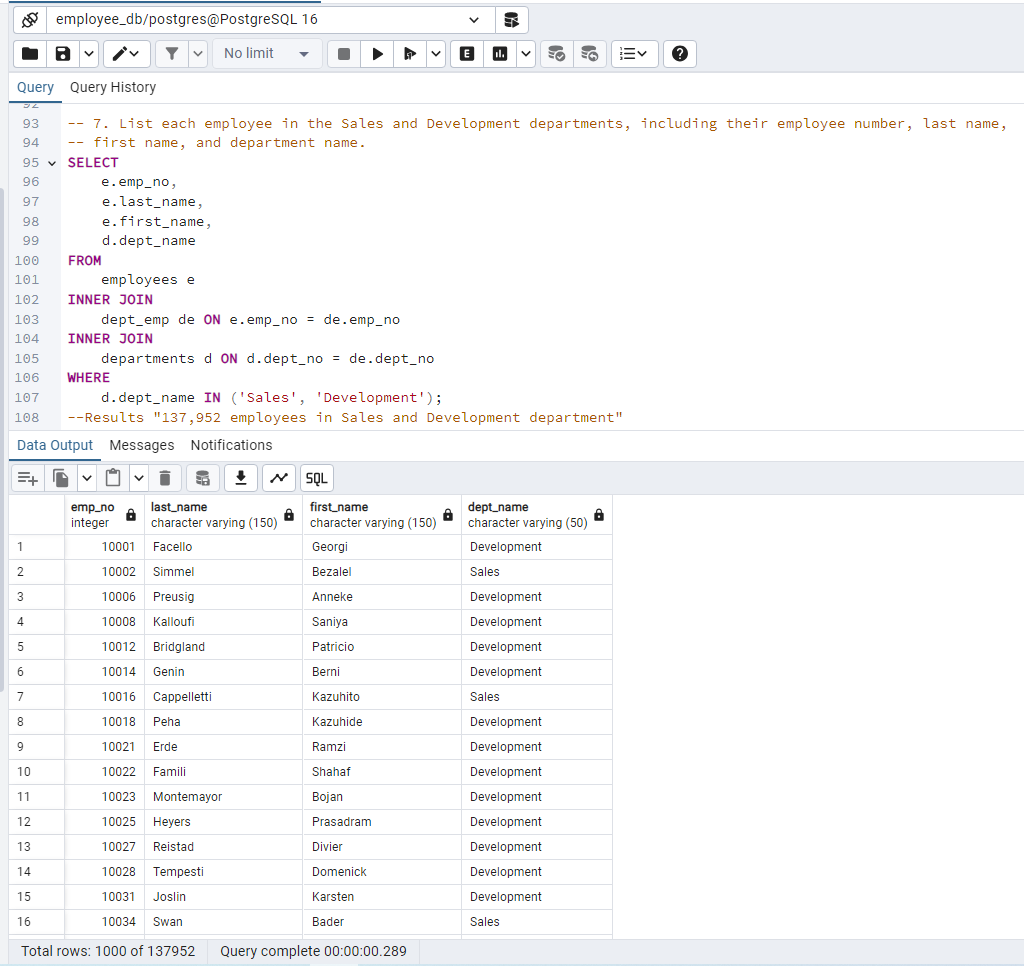 employee_db/postgres@PostgreSQL 16
No limit
E
Query Query History
92
93 -- 7. List each employee in the Sales and Development departments, including their employee number, last name,
94 -- first name, and department name.
95 SELECT
96 e.emp_no,
97 e.last_name,
98 e.first_name,
99 d.dept_name
100 FROM
101 employees e
102 INNER JOIN
103 dept_emp de ON e.emp_no = de.emp_no
104 INNER JOIN
105 departments d ON d.dept_no = de.dept_no
106 WHERE
107 d.dept_name IN ('Sales', 'Development');
108 --Results "137,952 employees in Sales and Development department"
Data Output Messages Notifications
SQL
emp_no last_name first_name dept_name
integer character varying (150) character varying (150) character varying (50)
1 10001 Facello Georgi Development
2 10002 Simmel Bezalel Sales
3 10006 Preusig Anneke Development
4 10008 Kalloufi Saniya Development
5 10012 Bridgland Patricio Development
6 10014 Genin Berni Development
7 10016 Cappelletti Kazuhito Sales
8 10018 Peha Kazuhide Development
9 10021 Erde Ramzi Development
10 10022 Famili Shahaf Development
11 10023 Montemayor Bojan Development
12 10025 Heyers Prasadram Development
13 10027 Reistad Divier Development
14 10028 Tempesti Domenick Development
15 10031 Joslin Karsten Development
16 10034 Swan Bader Sales
Total rows: 1000 of 137952 Query complete 00:00:00.289